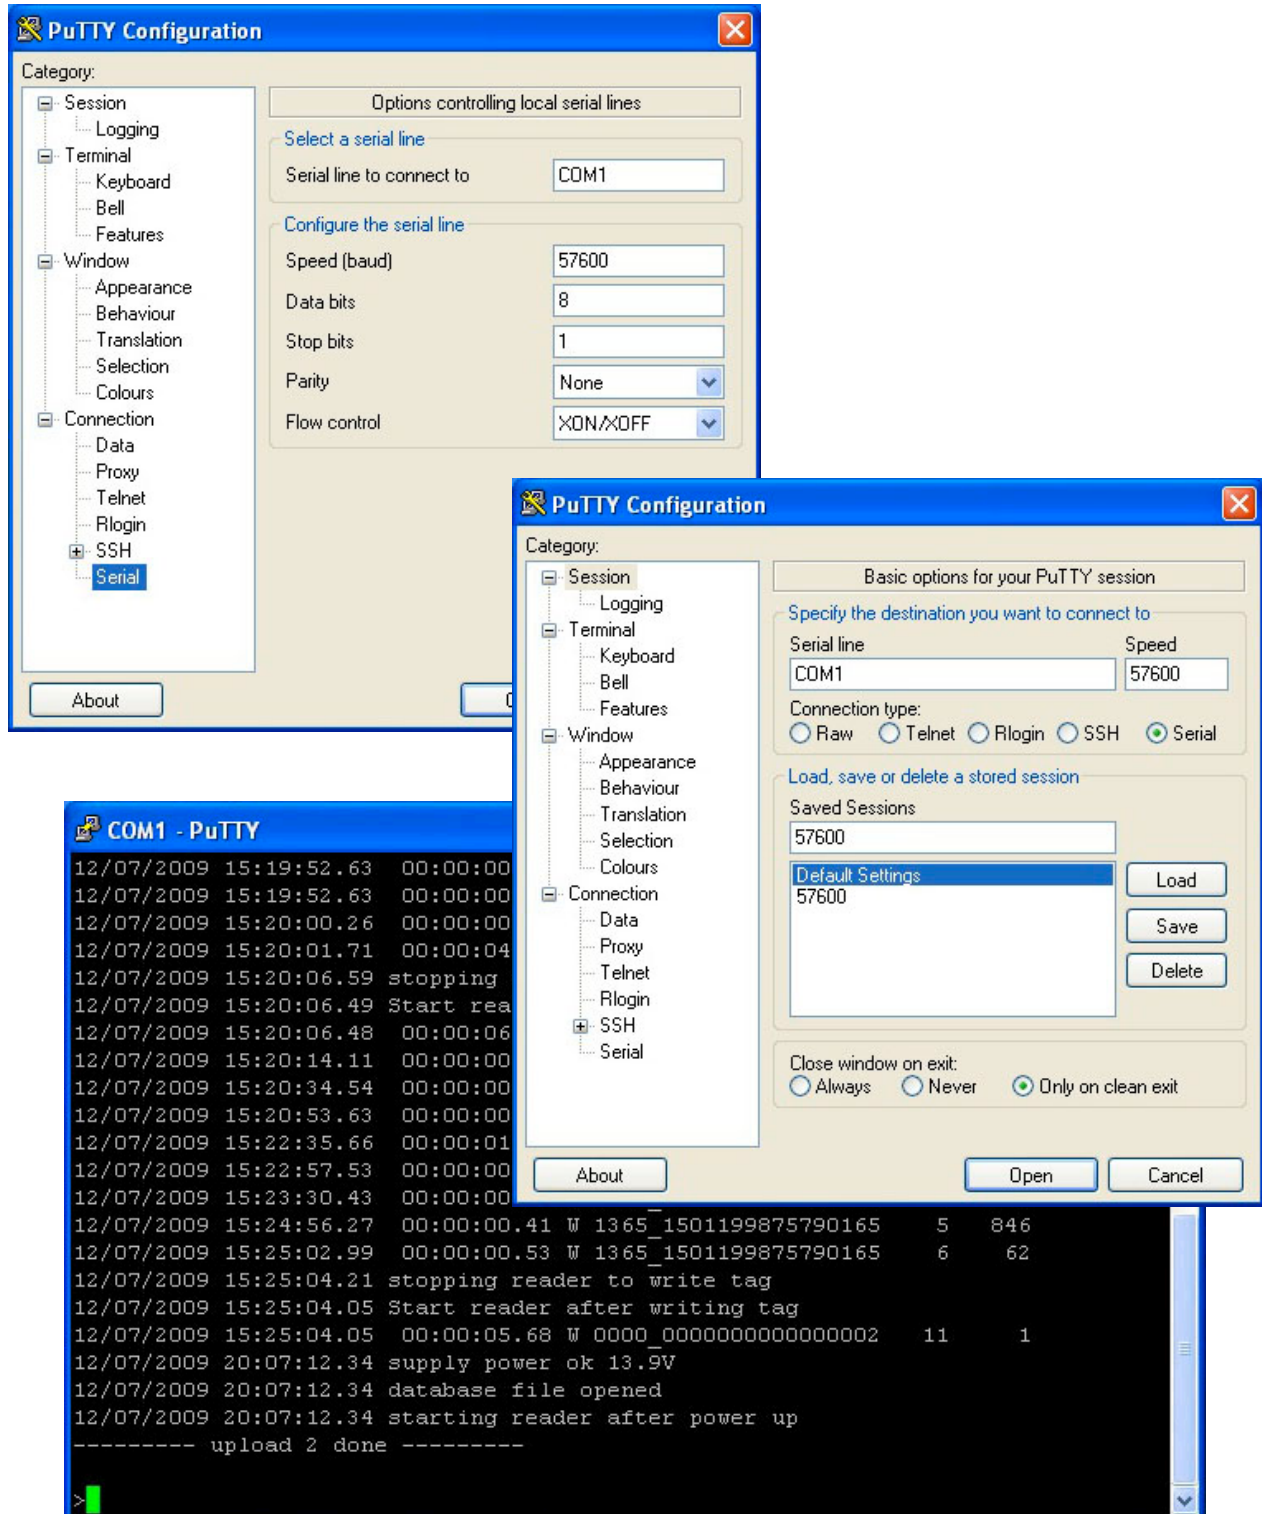 PuTTY Configuration
Category:
Session
Logging
Terminal
Keyboard
Bell
Features
Window
Appearance
Behaviour
Translation
Selection
Colours
Connection
Data
Proxy
Telnet
Rlogin
SSH
Serial
Options controlling local serial lines
Select a serial line
Serial line to connect to COM1
Configure the serial line
Speed (baud) 57600
Data bits 8
Stop bits 1
Parity None
Flow control XON/XOFF
About
PuTTY Configuration
Category:
Session
Logging
Terminal
Keyboard
Bell
Features
Window
Appearance
Behaviour
Translation
Selection
Colours
Connection
Data
Proxy
Telnet
Rlogin
SSH
Serial
Basic options for your PuTTY session
Specify the destination you want to connect to
Serial line Speed
COM1 57600
Connection type:
Raw Telnet Rlogin SSH Serial
Load, save or delete a stored session
Saved Sessions
57600
Default Settings
57600
Load
Save
Delete
Close window on exit:
Always Never Only on clean exit
About Open Cancel
COM1 - PuTTY
12/07/2009 15:19:52.63 00:00:00
12/07/2009 15:19:52.63 00:00:00
12/07/2009 15:20:00.26 00:00:00
12/07/2009 15:20:01.71 00:00:04
12/07/2009 15:20:06.59 stopping
12/07/2009 15:20:06.49 Start rea
12/07/2009 15:20:06.48 00:00:06
12/07/2009 15:20:14.11 00:00:00
12/07/2009 15:20:34.54 00:00:00
12/07/2009 15:20:53.63 00:00:00
12/07/2009 15:22:35.66 00:00:01
12/07/2009 15:22:57.53 00:00:00
12/07/2009 15:23:30.43 00:00:00
12/07/2009 15:24:56.27 00:00:00.41 W 1365_1501199875790165 5 846
12/07/2009 15:25:02.99 00:00:00.53 W 1365_1501199875790165 6 62
12/07/2009 15:25:04.21 stopping reader to write tag
12/07/2009 15:25:04.05 Start reader after writing tag
12/07/2009 15:25:04.05 00:00:05.68 W 0000_0000000000000002 11 1
12/07/2009 20:07:12.34 supply power ok 13.9V
12/07/2009 20:07:12.34 database file opened
12/07/2009 20:07:12.34 starting reader after power up
--------- upload 2 done ---------
>